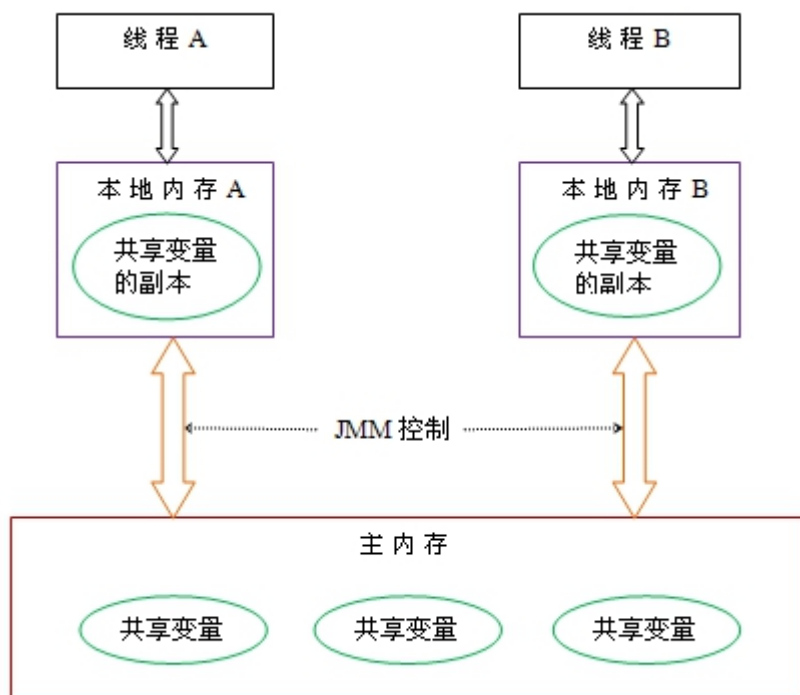 线程 A
线程 B
本地内存 A
本地内存 B
共享变量
的副本
共享变量
的副本
JMM 控制
主内存
共享变量
共享变量
共享变量